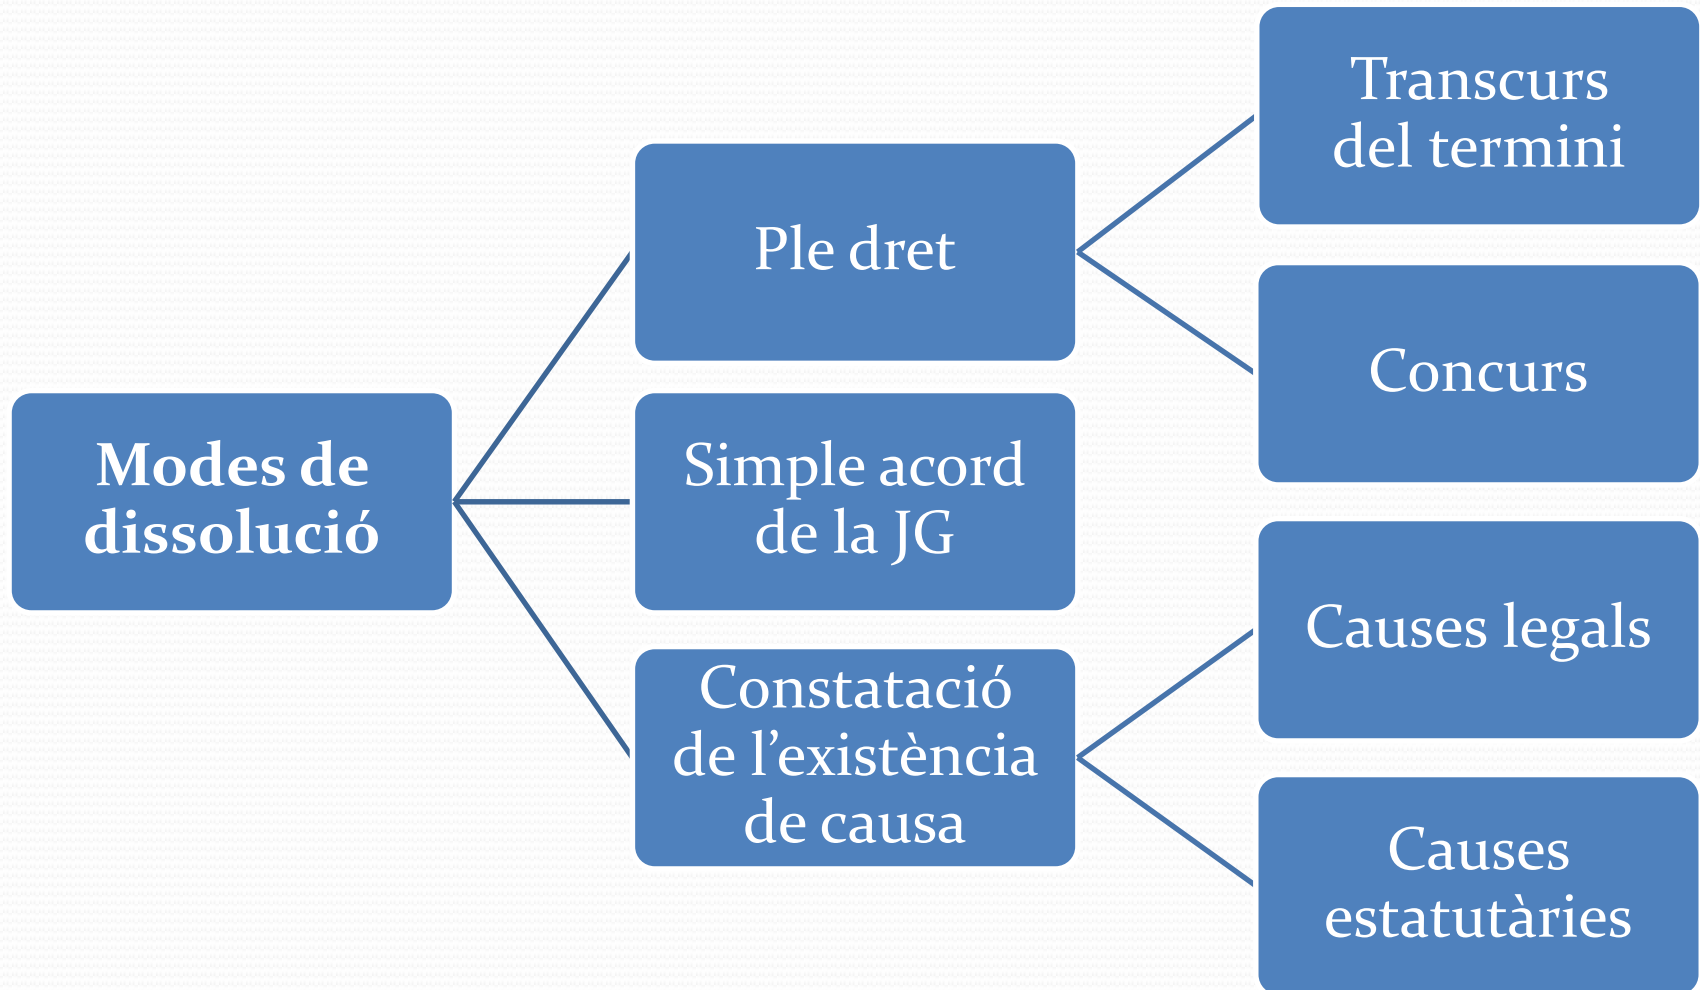 Modes de
dissolució
Ple dret
Transcurs
del termini
Concurs
Simple acord
de la JG
Constatació
de l’existència
de causa
Causes legals
Causes
estatutàries